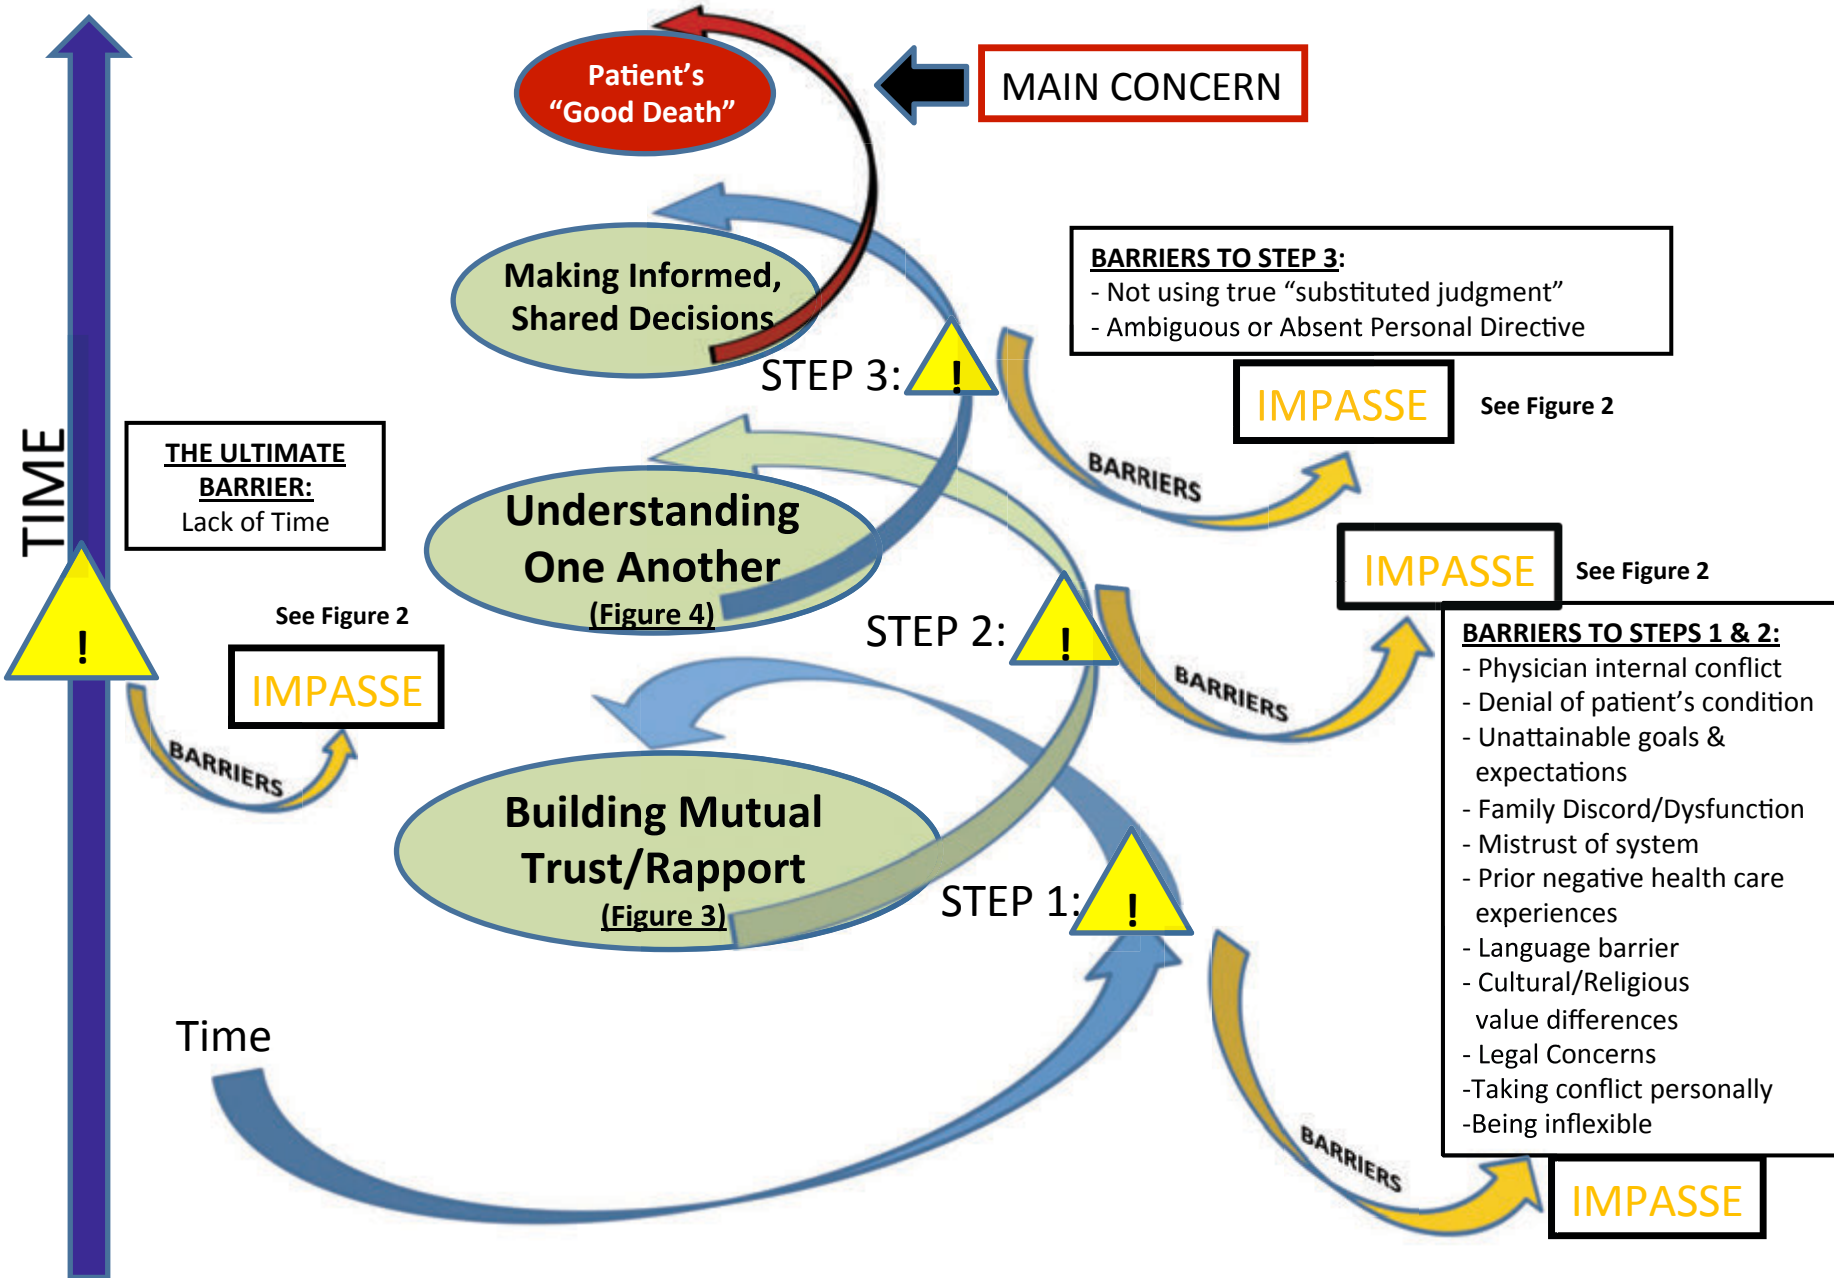 Patient's
“Good Death”
MAIN CONCERN
Making Informed,
Shared Decisions
BARRIERS TO STEP 3:
- Not using true “substituted judgment”
- Ambiguous or Absent Personal Directive
STEP 3:
!
IMPASSE
See Figure 2
BARRIERS
TIME
THE ULTIMATE
BARRIER:
Lack of Time
!
See Figure 2
IMPASSE
BARRIERS
Understanding
One Another
(Figure 4)
STEP 2:
!
BARRIERS
IMPASSE
See Figure 2
BARRIERS TO STEPS 1 & 2:
- Physician internal conflict
- Denial of patient's condition
- Unattainable goals &
expectations
- Family Discord/Dysfunction
- Mistrust of system
- Prior negative health care
experiences
- Language barrier
- Cultural/Religious
value differences
- Legal Concerns
-Taking conflict personally
-Being inflexible
Building Mutual
Trust/Rapport
(Figure 3)
STEP 1:
!
Time
BARRIERS
IMPASSE